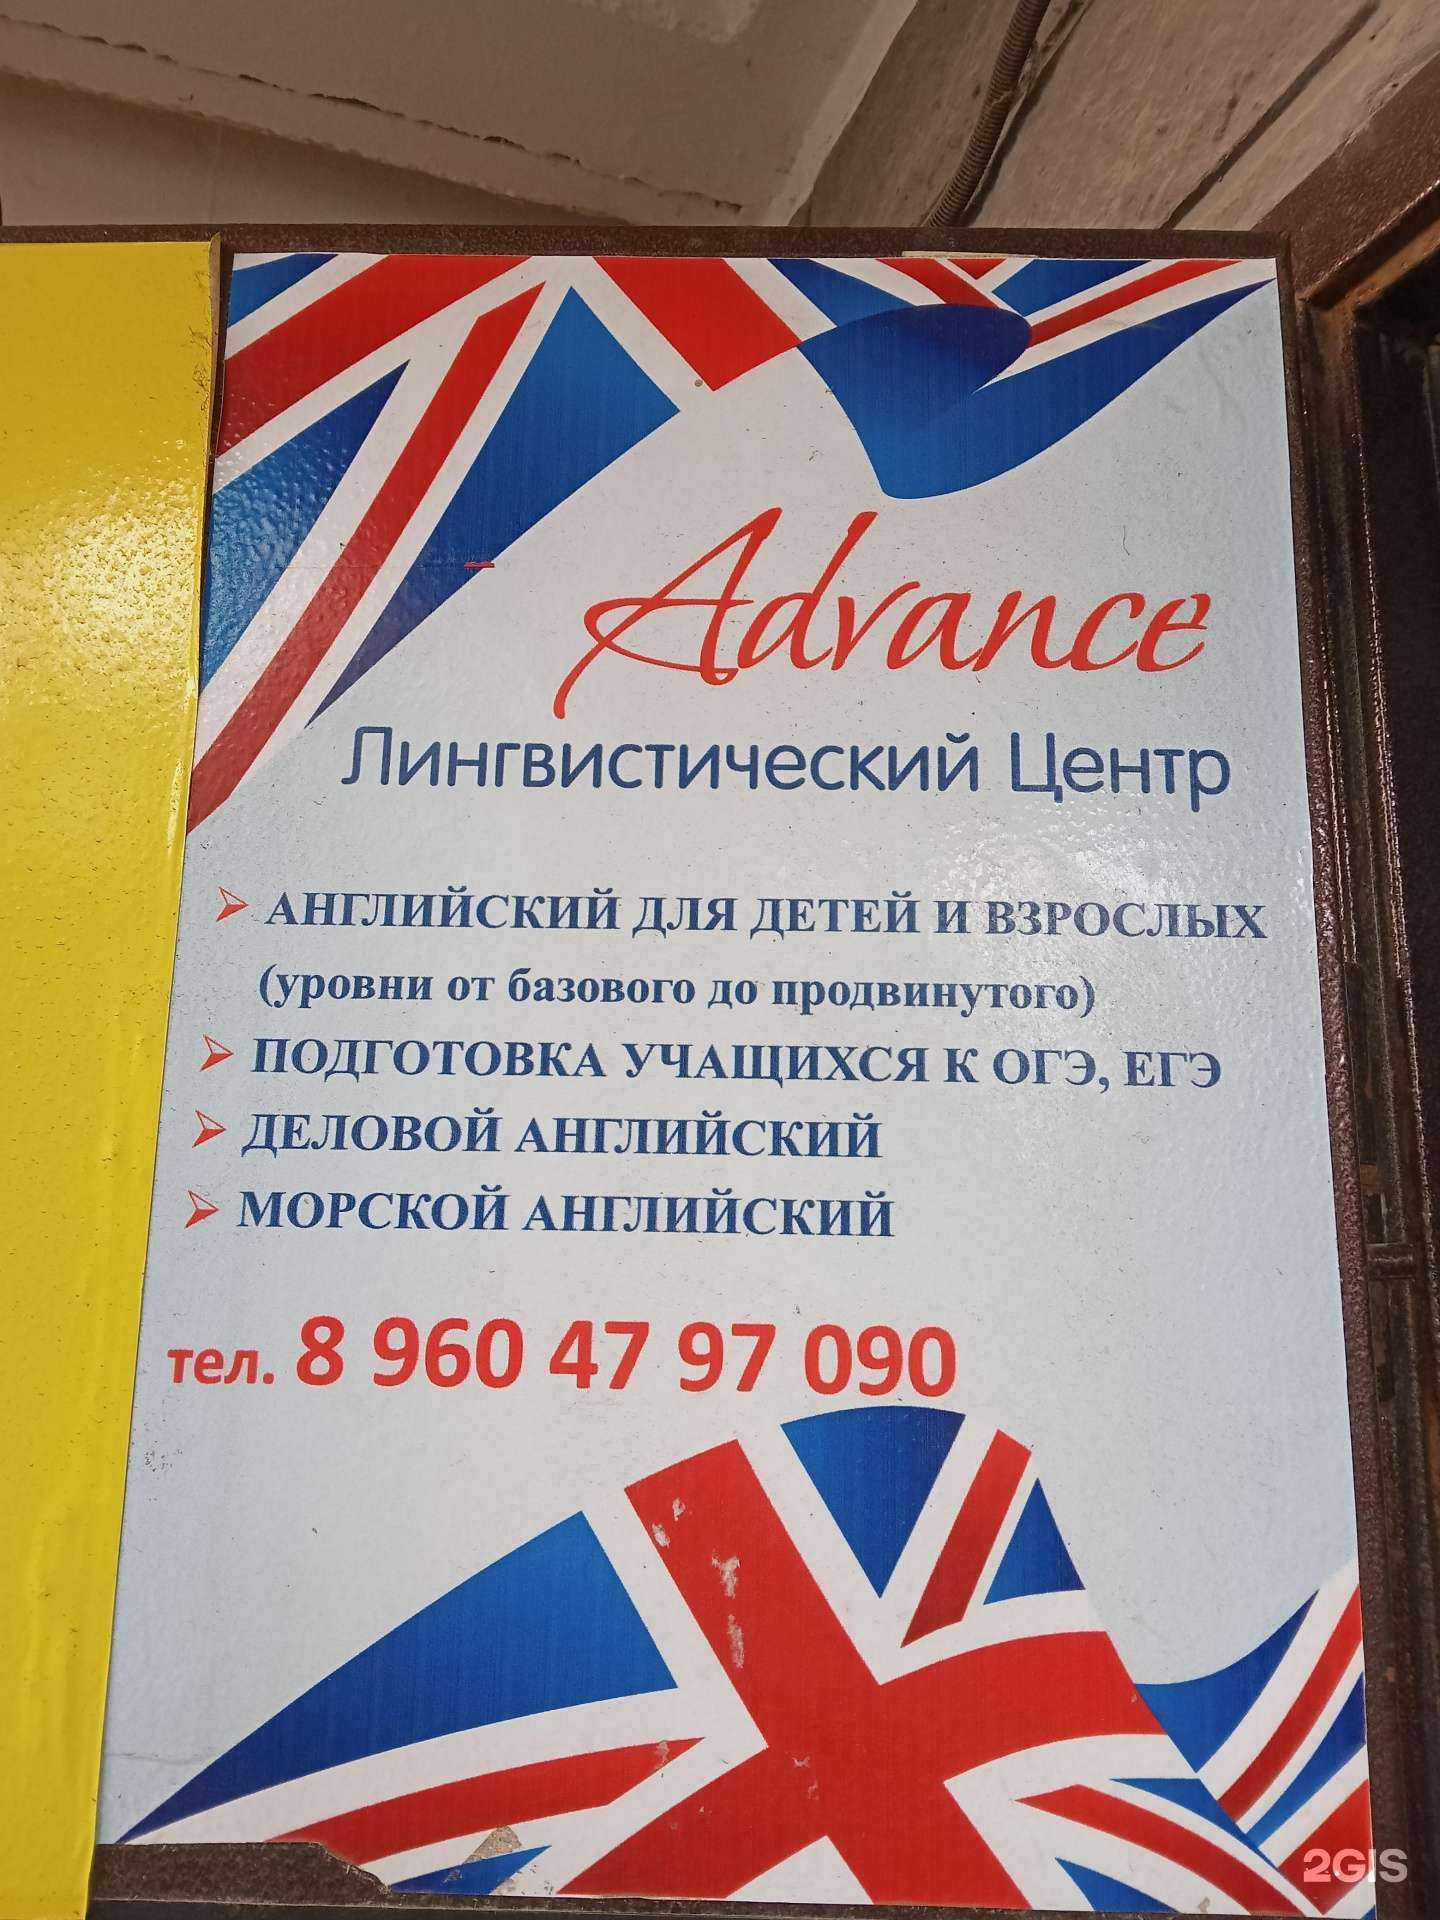 Advance
Лингвистический Центр
АНГЛИЙСКИЙ ДЛЯ ДЕТЕЙ И ВЗРОСЛЫХ
(уровни от базового до продвинутого)
ПОДГОТОВКА УЧАЩИХСЯ К ОГЭ, ЕГЭ
ДЕЛОВОЙ АНГЛИЙСКИЙ
МОРСКОЙ АНГЛИЙСКИЙ
тел. 8 960 47 97 090
2GIS